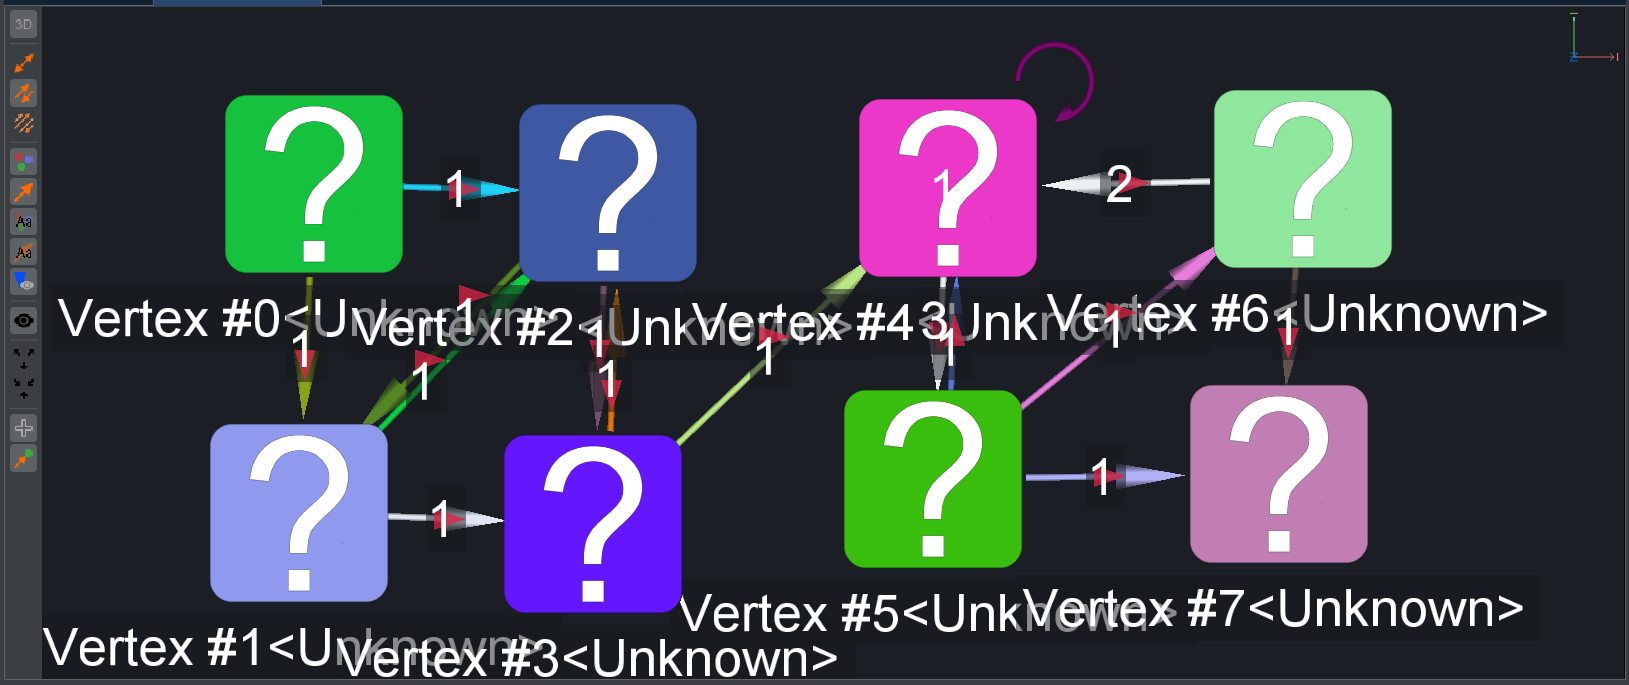 3D
1
1
2
Vertex #0<Unknown>
1
Vertex #2<Unknown>
1
Vertex #4<Unknown>
3
Vertex #6<Unknown>
1
1
1
1
1
1
1
1
1
1
Aa
Aa
Vertex #5<Unknown>
Vertex #7<Unknown>
Vertex #1<Unknown>
Vertex #3<Unknown>